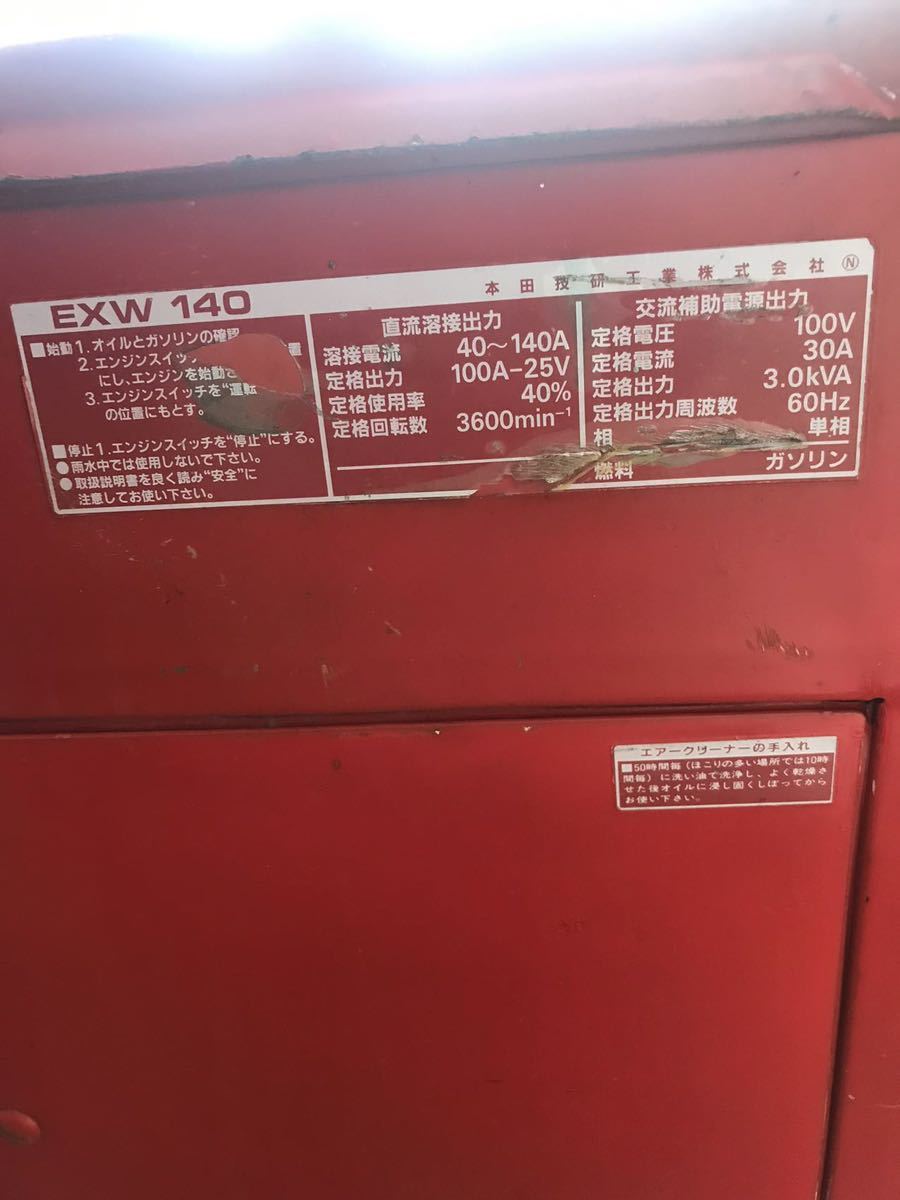 EXW 140
本田技研工業株式会社 Ⓝ
■始動 1. オイルとガソリンの確認
2. エンジンスイッチ 置
にし、エンジンを始動さ
3. エンジンスイッチを“運転
の位置にもどす。
■停止 1. エンジンスイッチを“停止”にする。
●雨水中では使用しないで下さい。
●取扱説明書を良く読み“安全”に
注意してお使い下さい。
直流溶接出力
溶接電流 40～140A
定格出力 100A-25V
定格使用率 40%
定格回転数 3600min⁻¹
交流補助電源出力
定格電圧 100V
定格電流 30A
定格出力 3.0kVA
定格出力周波数 60Hz
相 単相
燃料 ガソリン
エアークリーナーの手入れ
■50時間毎（ほこりの多い場所では10時
間毎）に洗い油で洗浄し、よく乾燥さ
せた後オイルに浸し固くしぼってから
お使い下さい。